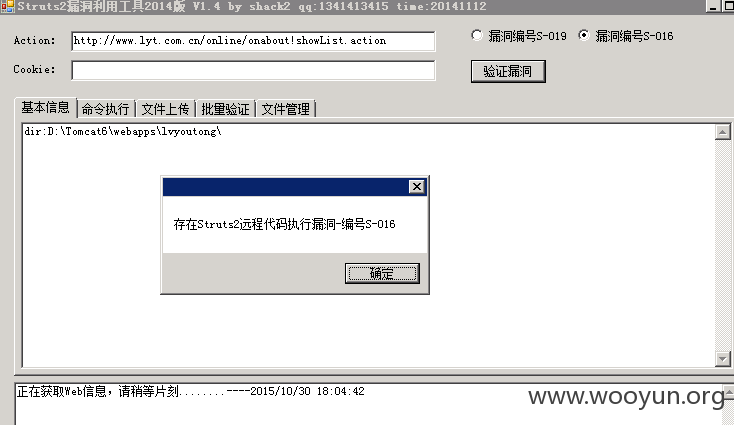 Struts2漏洞利用工具2014版 V1.4 by shack2 qq:1341413415 time:20141112
Action: http://www.lyt.com.cn/online/onabout!showList.action 漏洞编号S-019 漏洞编号S-016
Cookie: 验证漏洞
基本信息 命令执行 文件上传 批量验证 文件管理
dir:D:\Tomcat6\webapps\lvyoutong\
存在Struts2远程代码执行漏洞-编号S-016
确定
正在获取Web信息，请稍等片刻........----2015/10/30 18:04:42
www.wooyun.org